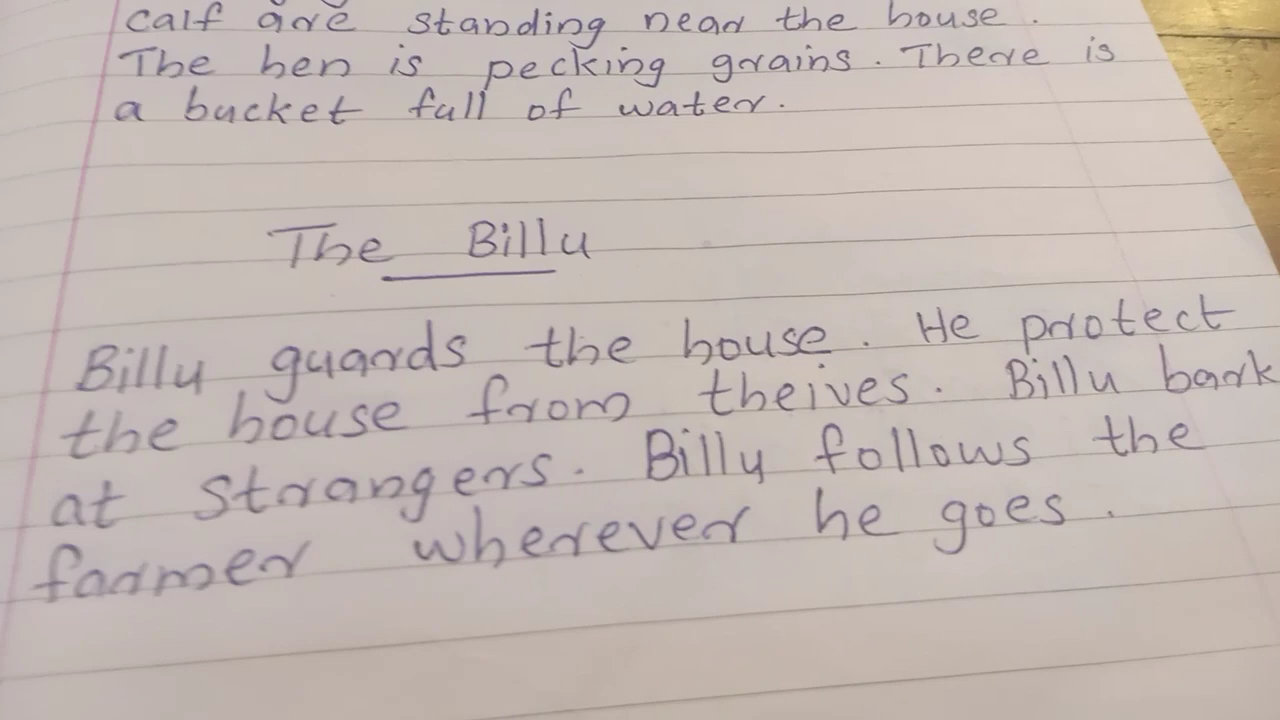 calf are standing near the house.
The hen is pecking grains. There is
a bucket full of water.
The Billu
Billu guards the house. He protect
the house from theives. Billu bark
at strangers. Billy follows the
farmer wherever he goes.